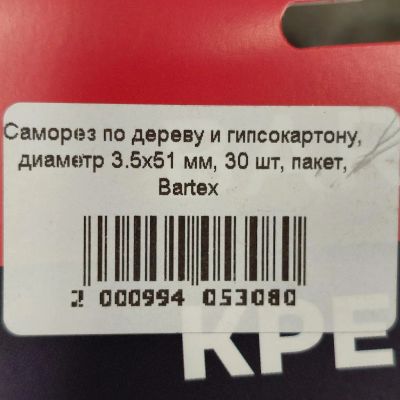 Саморез по дереву и гипсокартону,
диаметр 3.5х51 мм, 30 шт, пакет,
Bartex
2 000994 053080
КРЕ